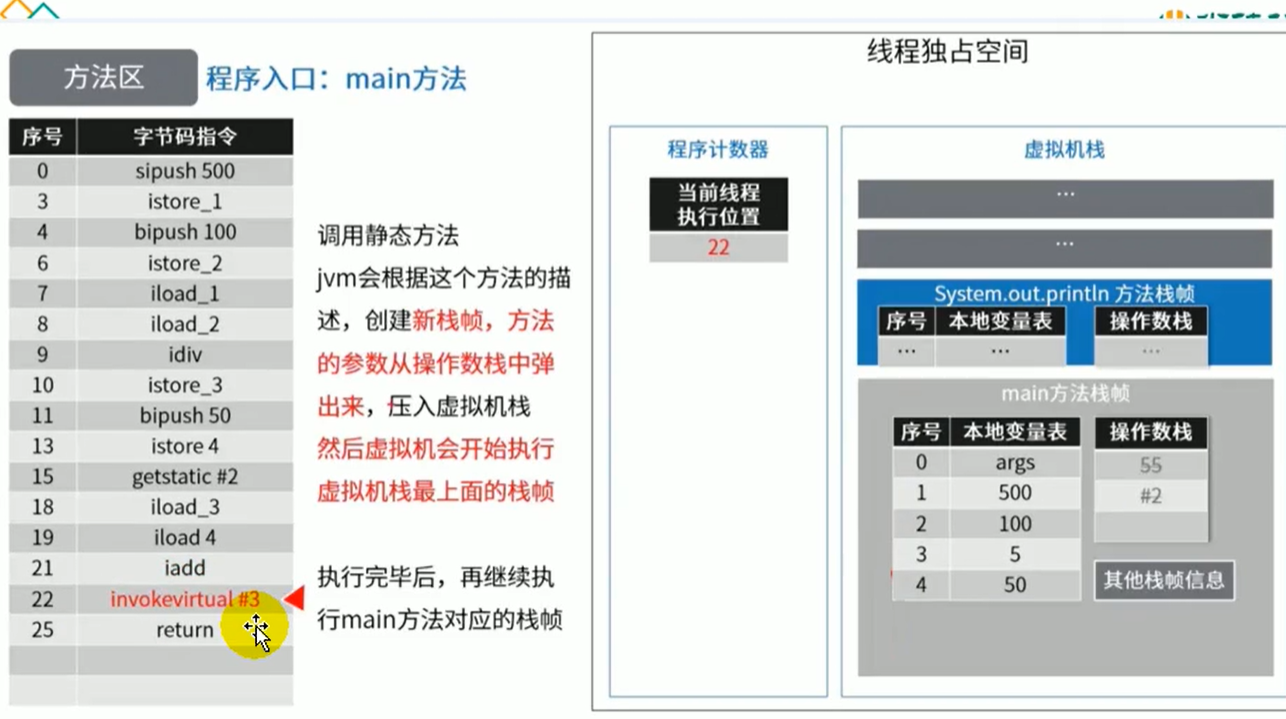 方法区
程序入口：main方法
序号 字节码指令
0 sipush 500
3 istore_1
4 bipush 100
6 istore_2
7 iload_1
8 iload_2
9 idiv
10 istore_3
11 bipush 50
13 istore 4
15 getstatic #2
18 iload_3
19 iload 4
21 iadd
22 invokevirtual #3
25 return
调用静态方法
jvm会根据这个方法的描
述，创建新栈帧，方法
的参数从操作数栈中弹
出来，压入虚拟机栈
然后虚拟机会开始执行
虚拟机栈最上面的栈帧
执行完毕后，再继续执
行main方法对应的栈帧
线程独占空间
程序计数器
当前线程
执行位置
22
虚拟机栈
...
...
System.out.println 方法栈帧
序号 本地变量表 操作数栈
... ... ...
main方法栈帧
序号 本地变量表 操作数栈
0 args 55
1 500 #2
2 100
3 5
4 50
其他栈帧信息